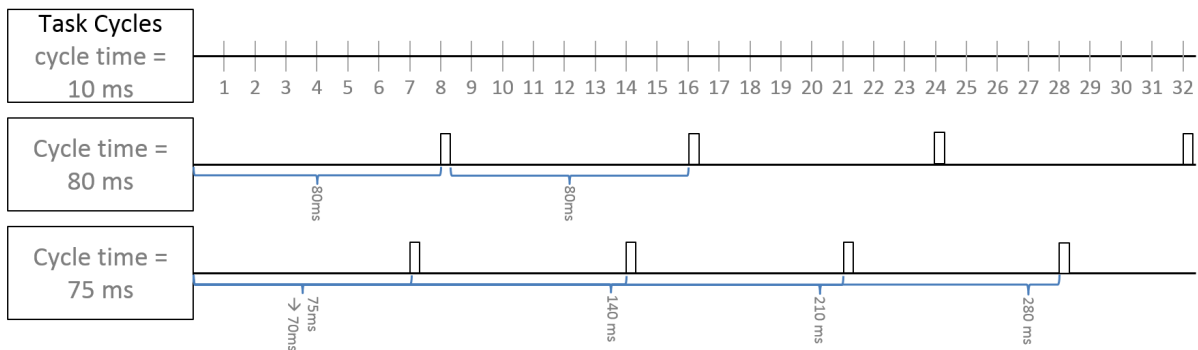 Task Cycles
cycle time =
10 ms
1 2 3 4 5 6 7 8 9 10 11 12 13 14 15 16 17 18 19 20 21 22 23 24 25 26 27 28 29 30 31 32
Cycle time =
80 ms
80ms
80ms
Cycle time =
75 ms
75ms
→ 70ms
140 ms
210 ms
280 ms